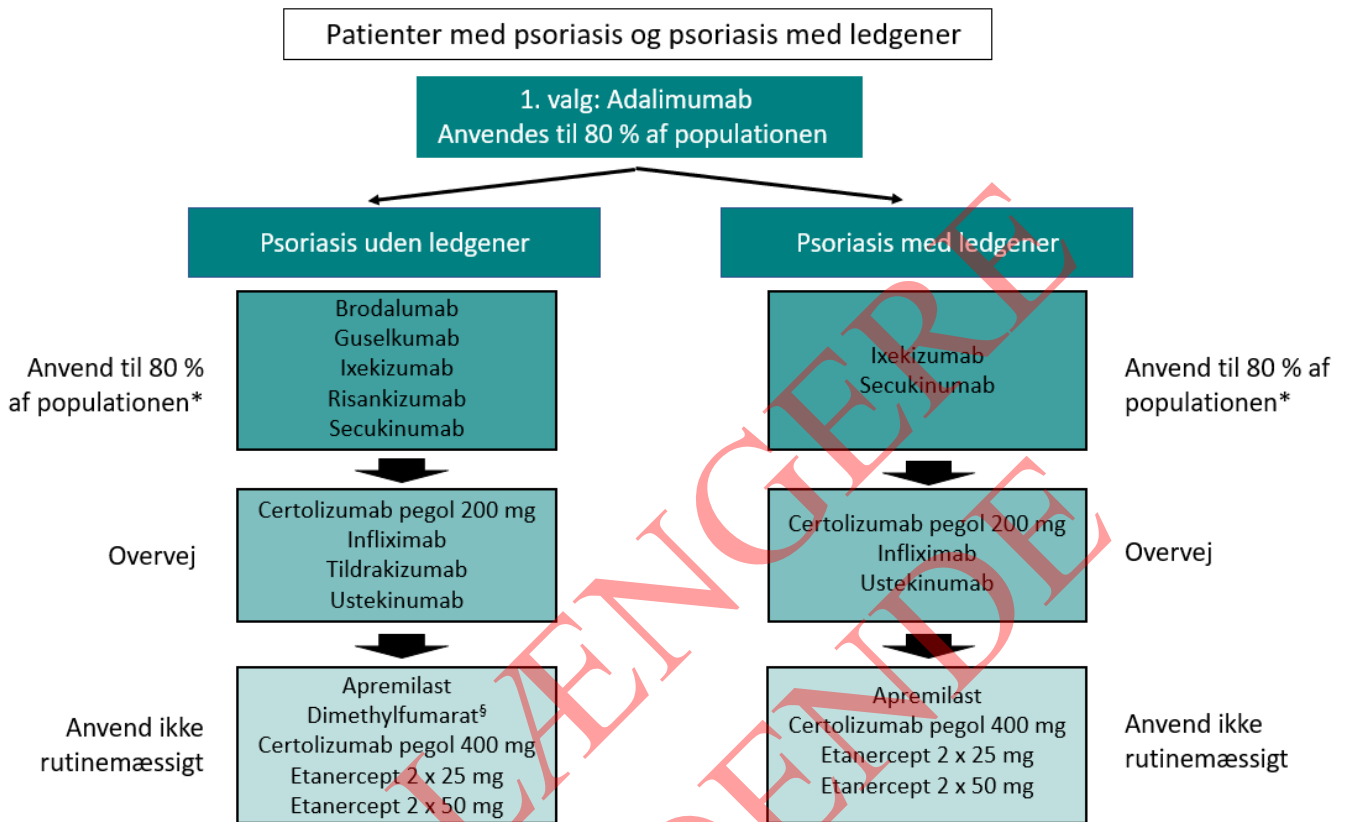 Patienter med psoriasis og psoriasis med ledgener
1. valg: Adalimumab
Anvendes til 80 % af populationen
Psoriasis uden ledgener
Psoriasis med ledgener
Anvend til 80 %
af populationen*
Brodalumab
Guselkumab
Ixekizumab
Risankizumab
Secukinumab
Ixekizumab
Secukinumab
Anvend til 80 % af
populationen*
Overvej
Certolizumab pegol 200 mg
Infliximab
Tildrakizumab
Ustekinumab
Certolizumab pegol 200 mg
Infliximab
Ustekinumab
Overvej
Anvend ikke
rutinemæssigt
Apremilast
Dimethylfumarat§
Certolizumab pegol 400 mg
Etanercept 2 x 25 mg
Etanercept 2 x 50 mg
Apremilast
Certolizumab pegol 400 mg
Etanercept 2 x 25 mg
Etanercept 2 x 50 mg
Anvend ikke
rutinemæssigt
LÆNGERE
ENDE